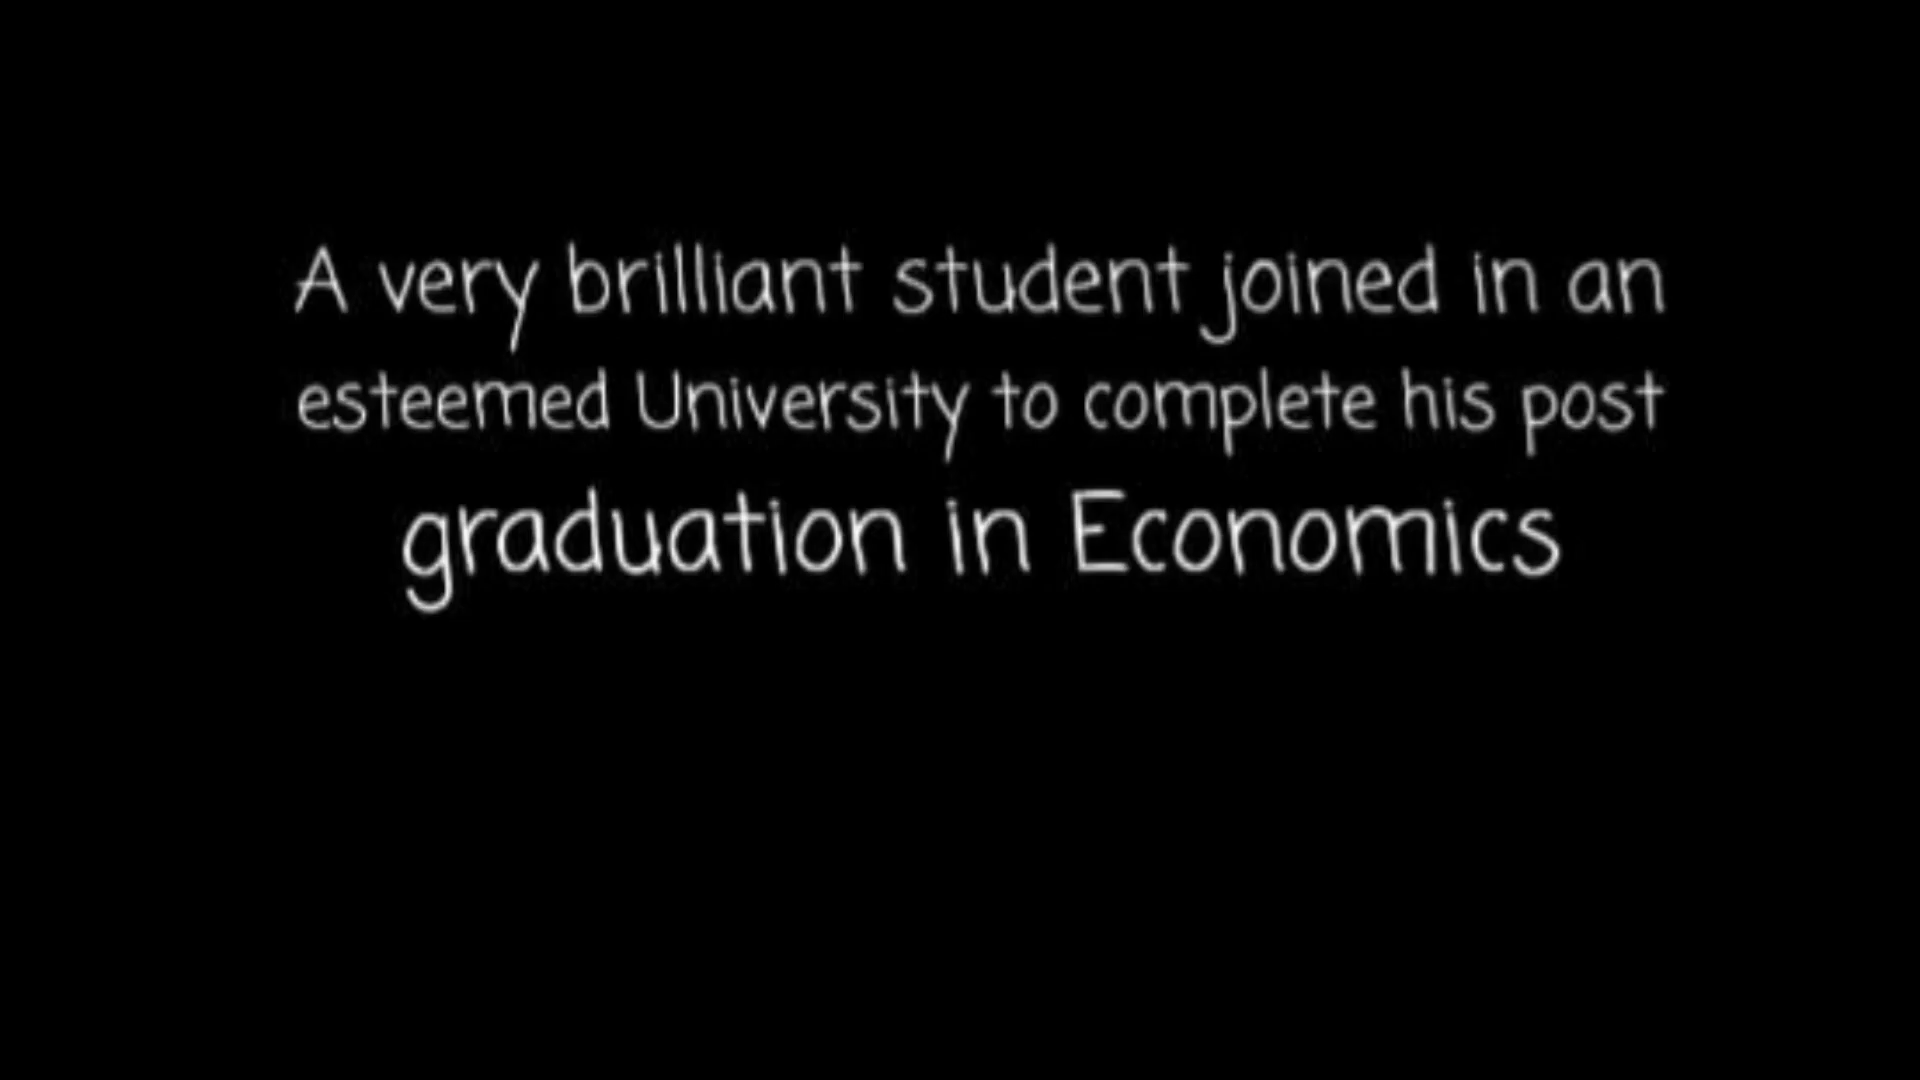 A very brilliant student joined in an
esteemed University to complete his post
graduation in Economics